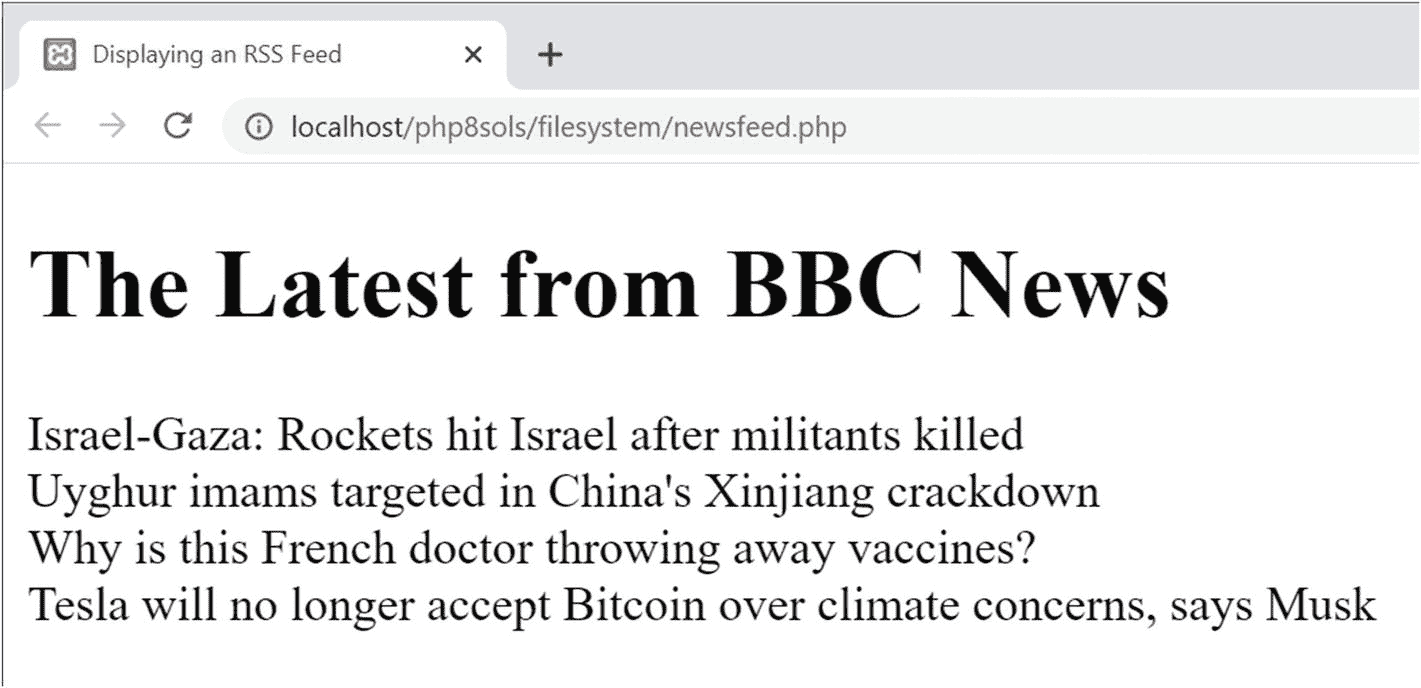 Displaying an RSS Feed
localhost/php8sols/filesystem/newsfeed.php
The Latest from BBC News
Israel-Gaza: Rockets hit Israel after militants killed
Uyghur imams targeted in China's Xinjiang crackdown
Why is this French doctor throwing away vaccines?
Tesla will no longer accept Bitcoin over climate concerns, says Musk